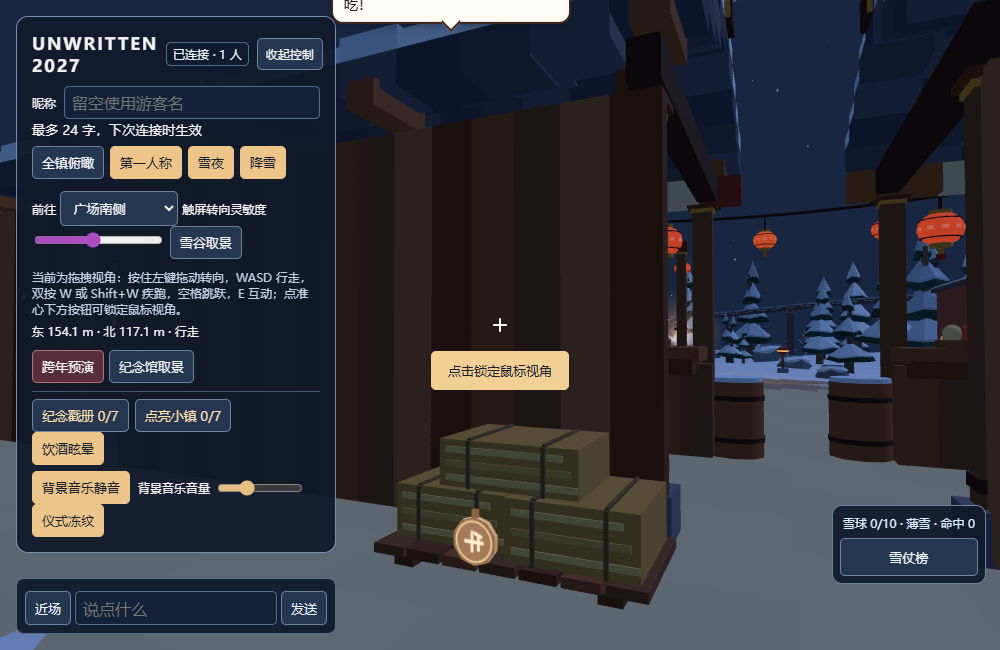 吃！
UNWRITTEN
2027
已连接 · 1 人
收起控制
昵称
留空使用游客名
最多 24 字，下次连接时生效
全镇俯瞰
第一人称
雪夜
降雪
前往
广场南侧
触屏转向灵敏度
雪谷取景
当前为拖拽视角：按住左键拖动转向，WASD 行走，
双按 W 或 Shift+W 疾跑，空格跳跃，E 互动；点准
心下方按钮可锁定鼠标视角。
东 154.1 m · 北 117.1 m · 行走
跨年预演
纪念馆取景
纪念戳册 0/7
点亮小镇 0/7
饮酒眩晕
背景音乐静音
背景音乐音量
仪式冻纹
近场
说点什么
发送
点击锁定鼠标视角
雪球 0/10 · 薄雪 · 命中 0
雪仗榜